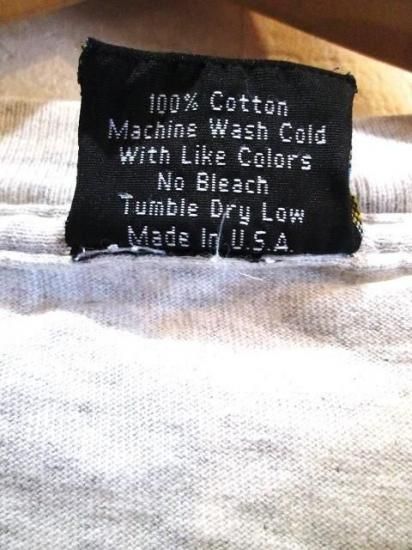 100% Cotton
Machine Wash Cold
With Like Colors
No Bleach
Tumble Dry Low
Made In U.S.A